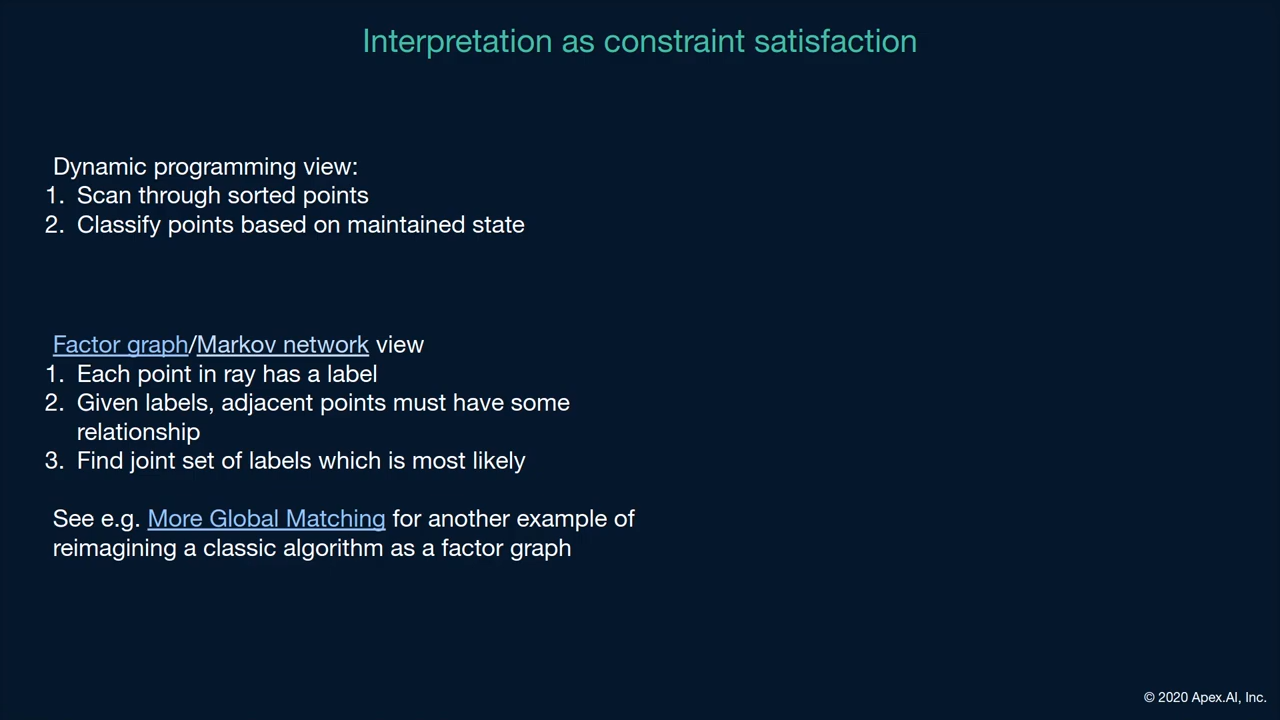 Interpretation as constraint satisfaction
Dynamic programming view:
1. Scan through sorted points
2. Classify points based on maintained state
Factor graph/Markov network view
1. Each point in ray has a label
2. Given labels, adjacent points must have some
relationship
3. Find joint set of labels which is most likely
See e.g. More Global Matching for another example of
reimagining a classic algorithm as a factor graph
© 2020 Apex.AI, Inc.